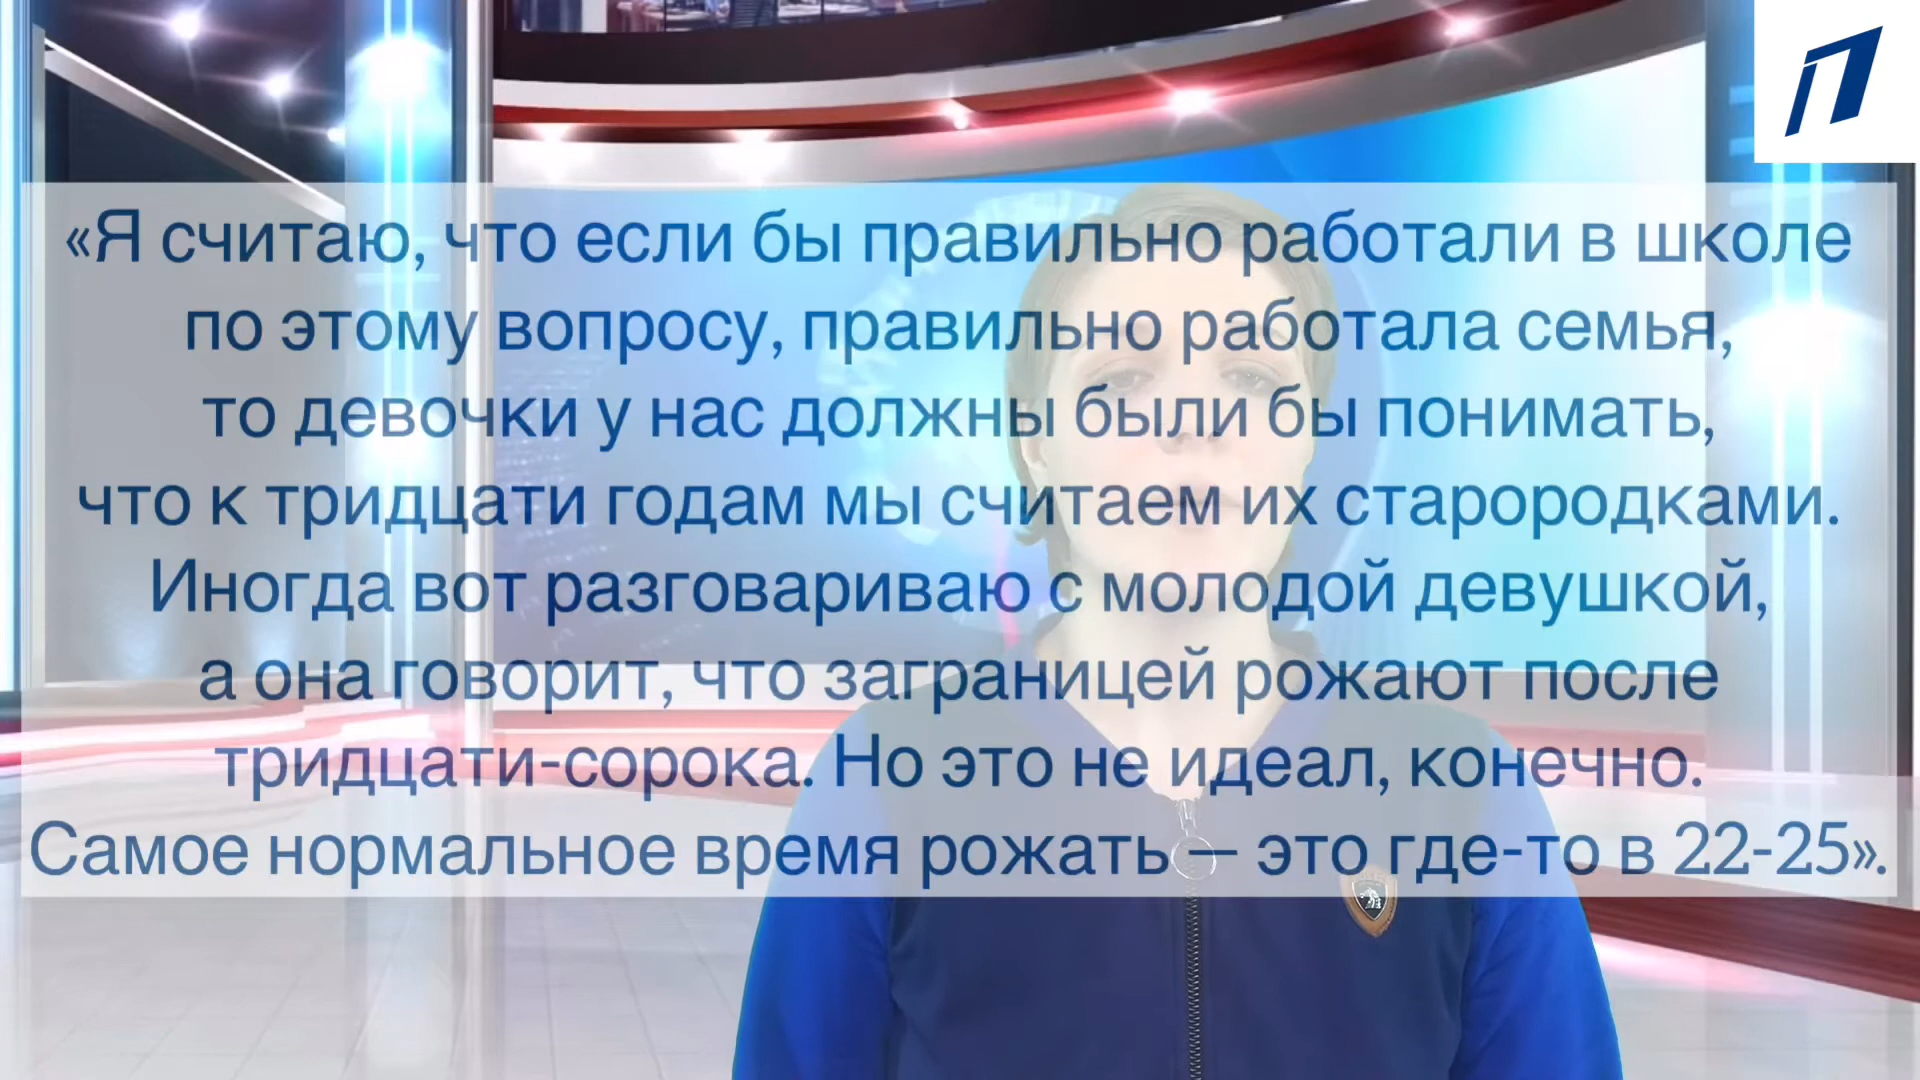 «Я считаю, что если бы правильно работали в школе
по этому вопросу, правильно работала семья,
то девочки у нас должны были бы понимать,
что к тридцати годам мы считаем их старородками.
Иногда вот разговариваю с молодой девушкой,
а она говорит, что заграницей рожают после
тридцати-сорока. Но это не идеал, конечно.
Самое нормальное время рожать — это где-то в 22-25».